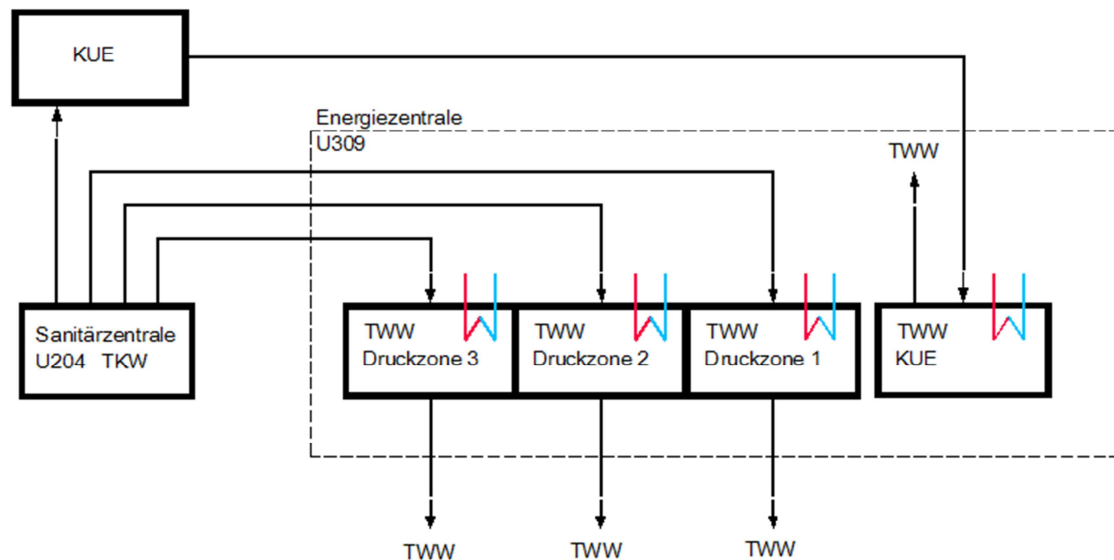 KUE
Energiezentrale
U309
TWW
Sanitärzentrale
U204 TKW
TWW
Druckzone 3
TWW
Druckzone 2
TWW
Druckzone 1
TWW
KUE
TWW
TWW
TWW